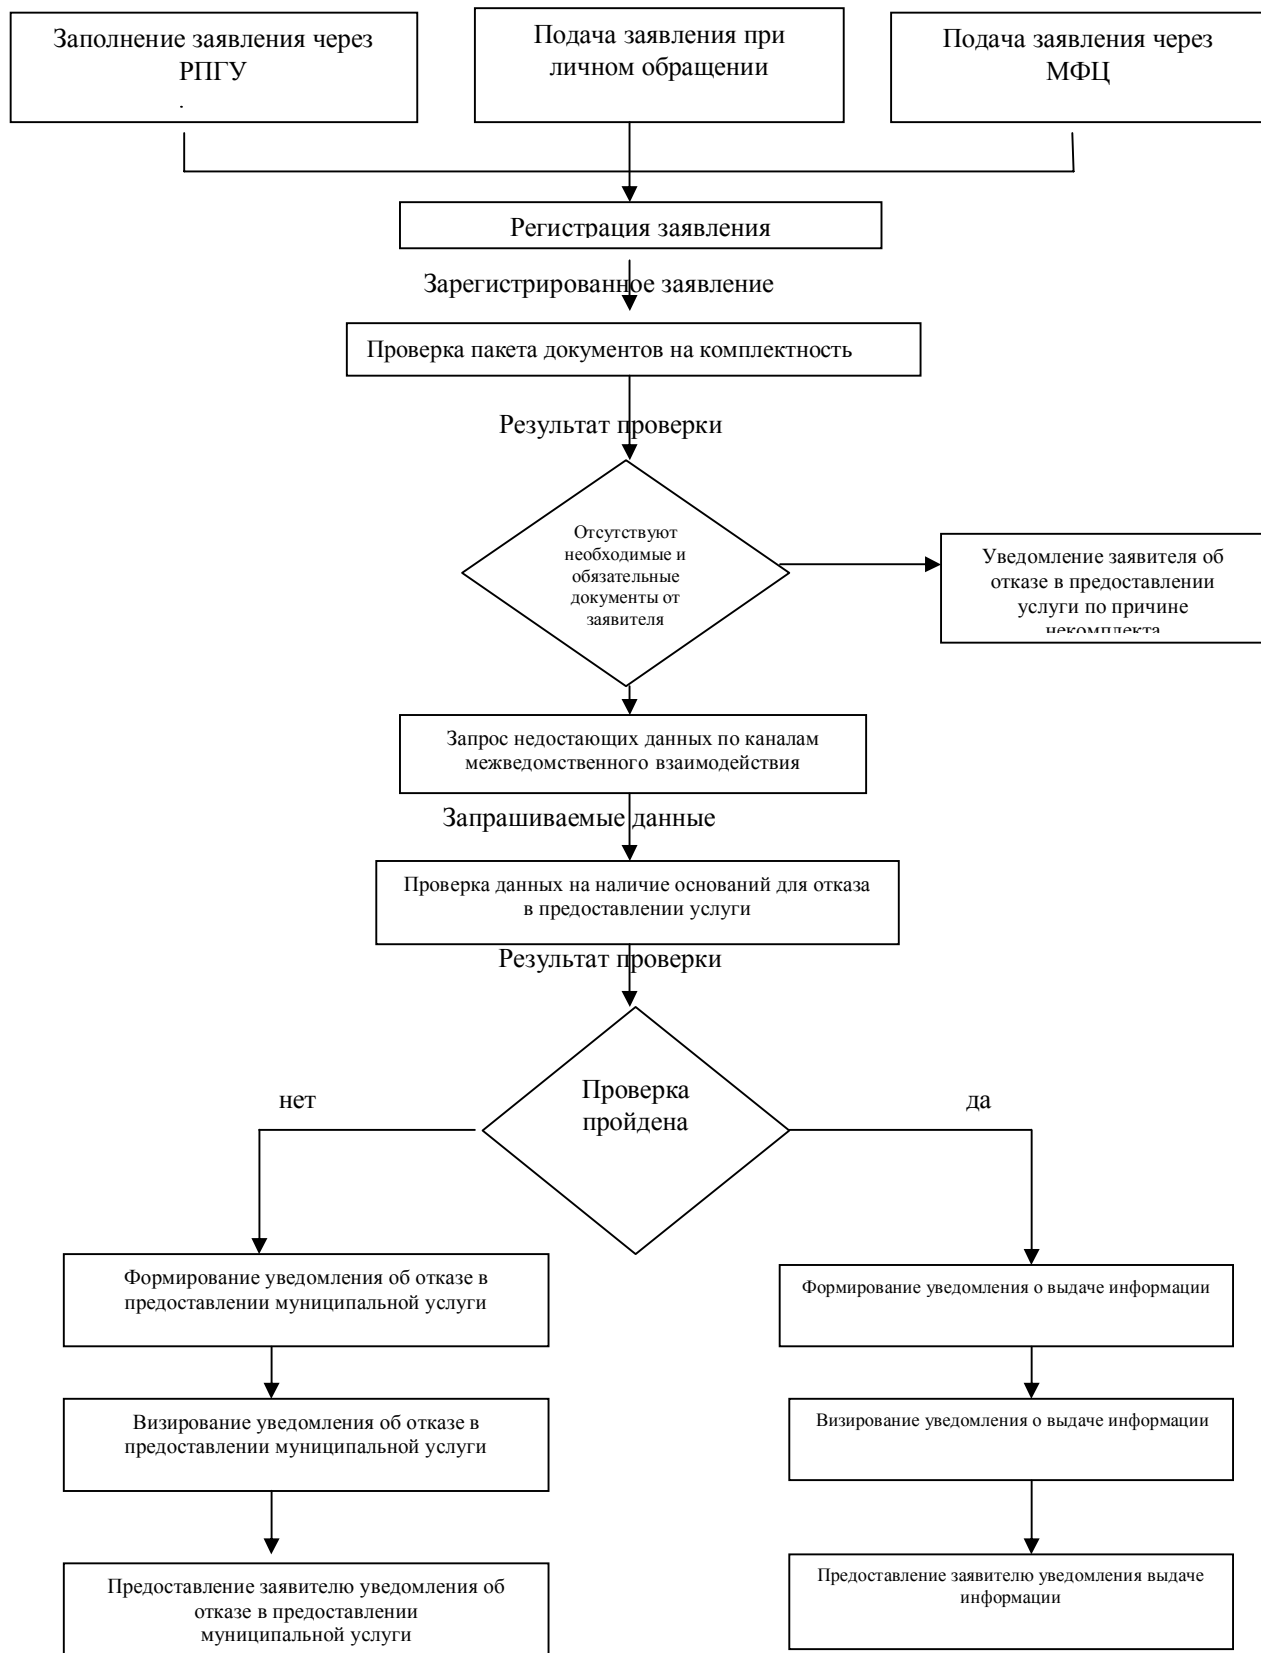 Заполнение заявления через
РПГУ
.
Подача заявления при
личном обращении
Подача заявления через
МФЦ
Регистрация заявления
Зарегистрированное заявление
Проверка пакета документов на комплектность
Результат проверки
Отсутствуют
необходимые и
обязательные
документы от
заявителя
Уведомление заявителя об
отказе в предоставлении
услуги по причине
некомплекта
Запрос недостающих данных по каналам
межведомственного взаимодействия
Запрашиваемые данные
Проверка данных на наличие оснований для отказа
в предоставлении услуги
Результат проверки
Проверка
пройдена
нет
да
Формирование уведомления об отказе в
предоставлении муниципальной услуги
Формирование уведомления о выдаче информации
Визирование уведомления об отказе в
предоставлении муниципальной услуги
Визирование уведомления о выдаче информации
Предоставление заявителю уведомления об
отказе в предоставлении
муниципальной услуги
Предоставление заявителю уведомления выдаче
информации